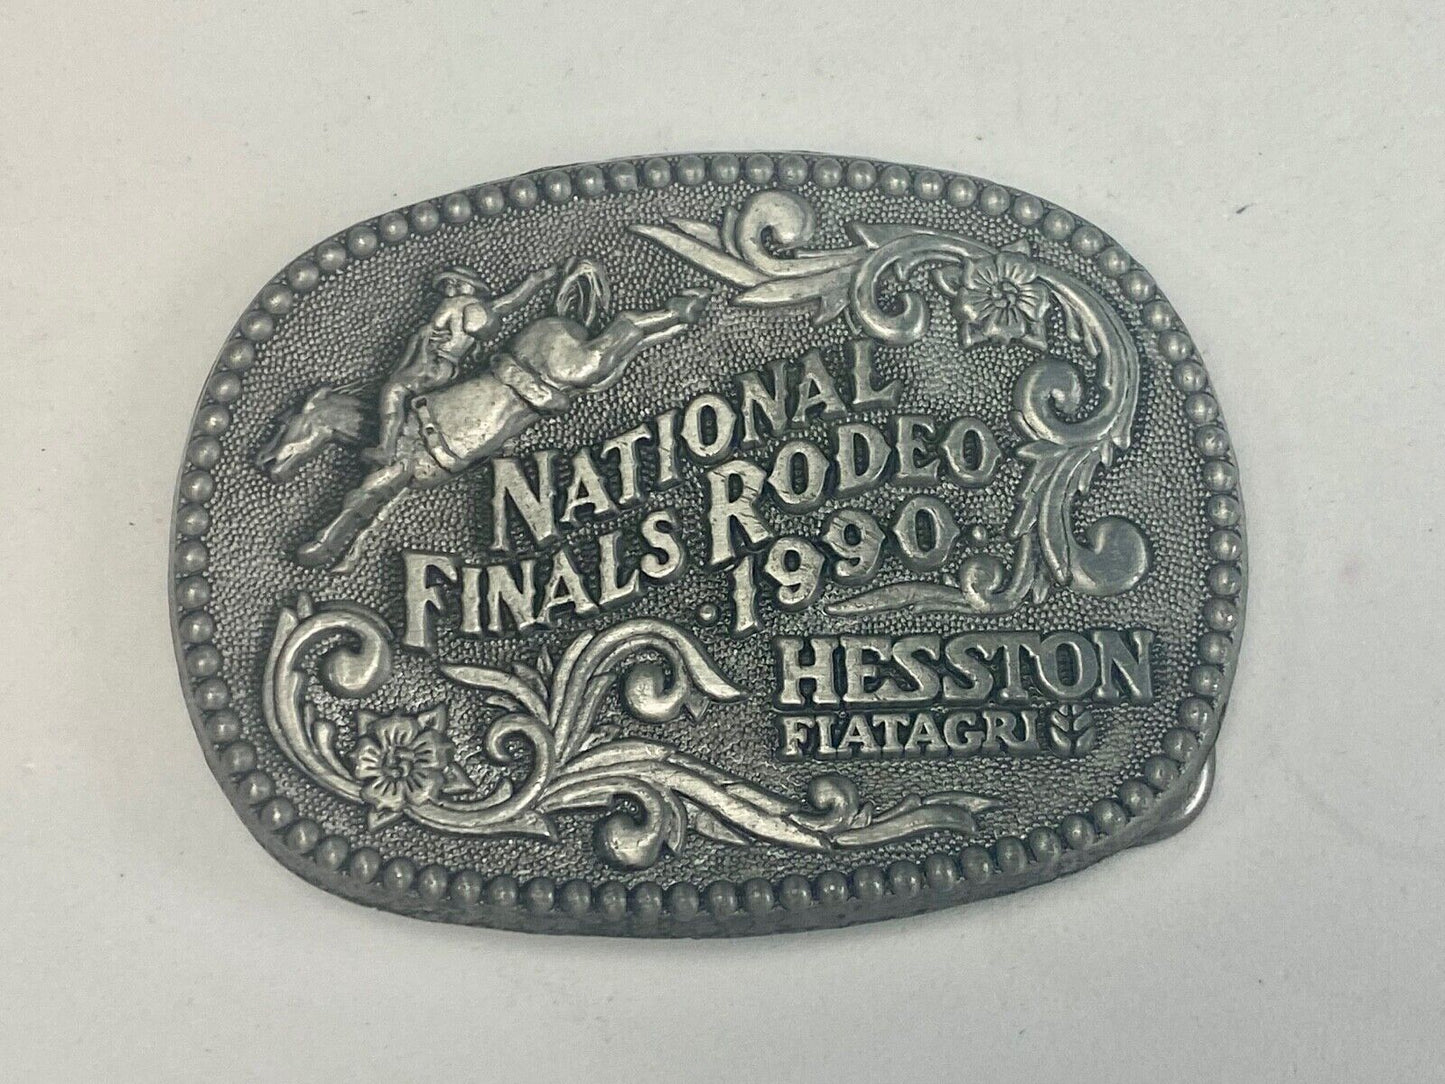 NATIONAL
FINALS RODEO
·1990·
HESSTON
FIATAGRI